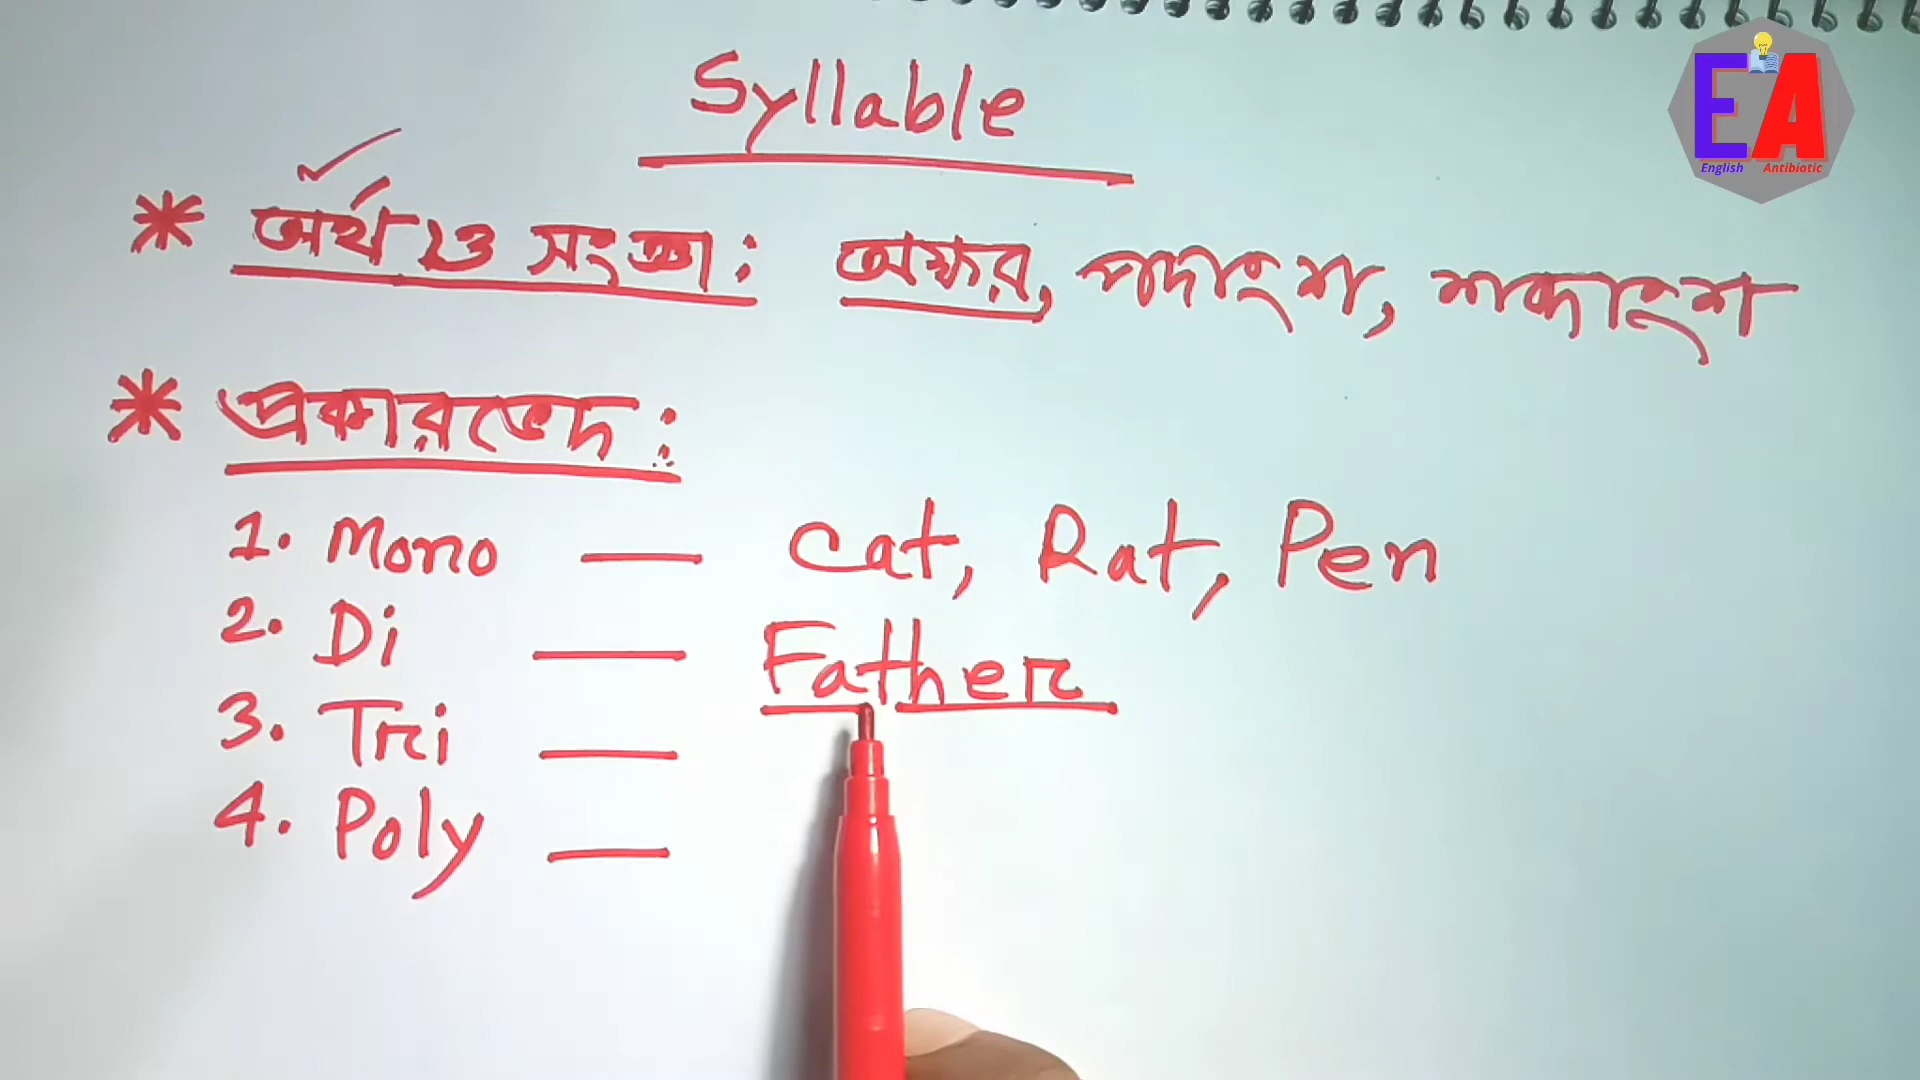 Syllable
* অর্থ ও সংজ্ঞা : অক্ষর, পদাংশ, শব্দাংশ
* প্রকারভেদ :
1. Mono — Cat, Rat, Pen
2. Di — Father
3. Tri —
4. Poly —
EA
English Antibiotic